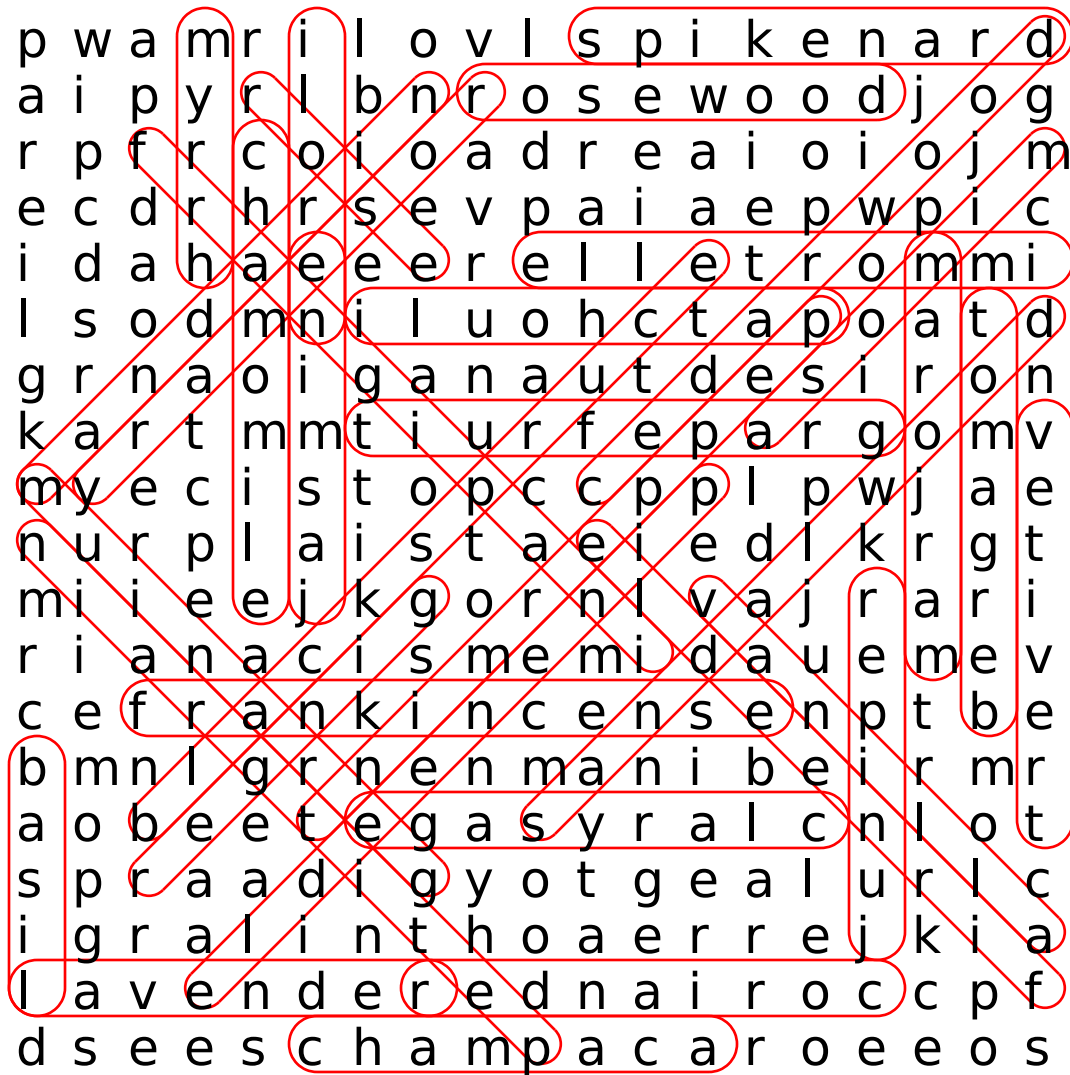 p w a m r i l o v l s p i k e n a r d
a i p y r l b n r o s e w o o d j o g
r p f r c o i o a d r e a i o i o j m
e c d r h r s e v p a i a e p w p i c
i d a h a e e e r e l l e t r o m m i
l s o d m n i l u o h c t a p o a t d
g r n a o i g a n a u t d e s i r o n
k a r t m m t i u r f e p a r g o m v
m y e c i s t o p c c p p l p w j a e
n u r p l a i s t a e i e d l k r g t
m i i e e j k g o r n l v a j r a r i
r i a n a c i s m e m i d a u e m e v
c e f r a n k i n c e n s e n p t b e
b m n l g r n e n m a n i b e i r m r
a o b e e t e g a s y r a l c n l o t
s p r a a d i g y o t g e a l u r l c
i g r a l i n t h o a e r r e j k i a
l a v e n d e r e d n a i r o c c p f
d s e e s c h a m p a c a r o e e o s